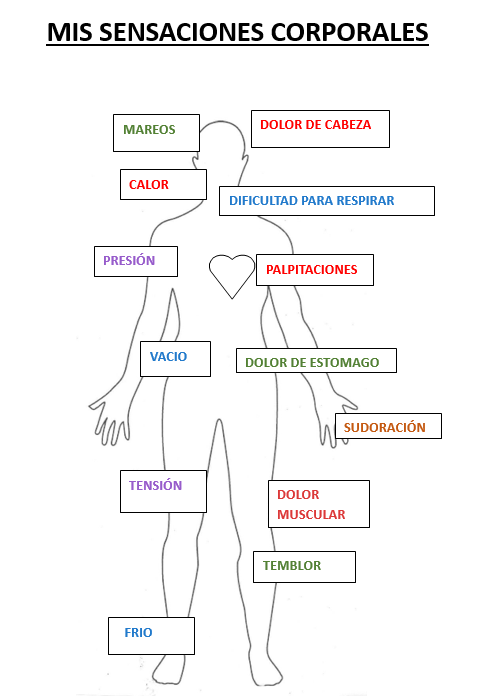 MIS SENSACIONES CORPORALES
MAREOS
DOLOR DE CABEZA
CALOR
DIFICULTAD PARA RESPIRAR
PRESIÓN
PALPITACIONES
VACIO
DOLOR DE ESTOMAGO
SUDORACIÓN
TENSIÓN
DOLOR
MUSCULAR
TEMBLOR
FRIO